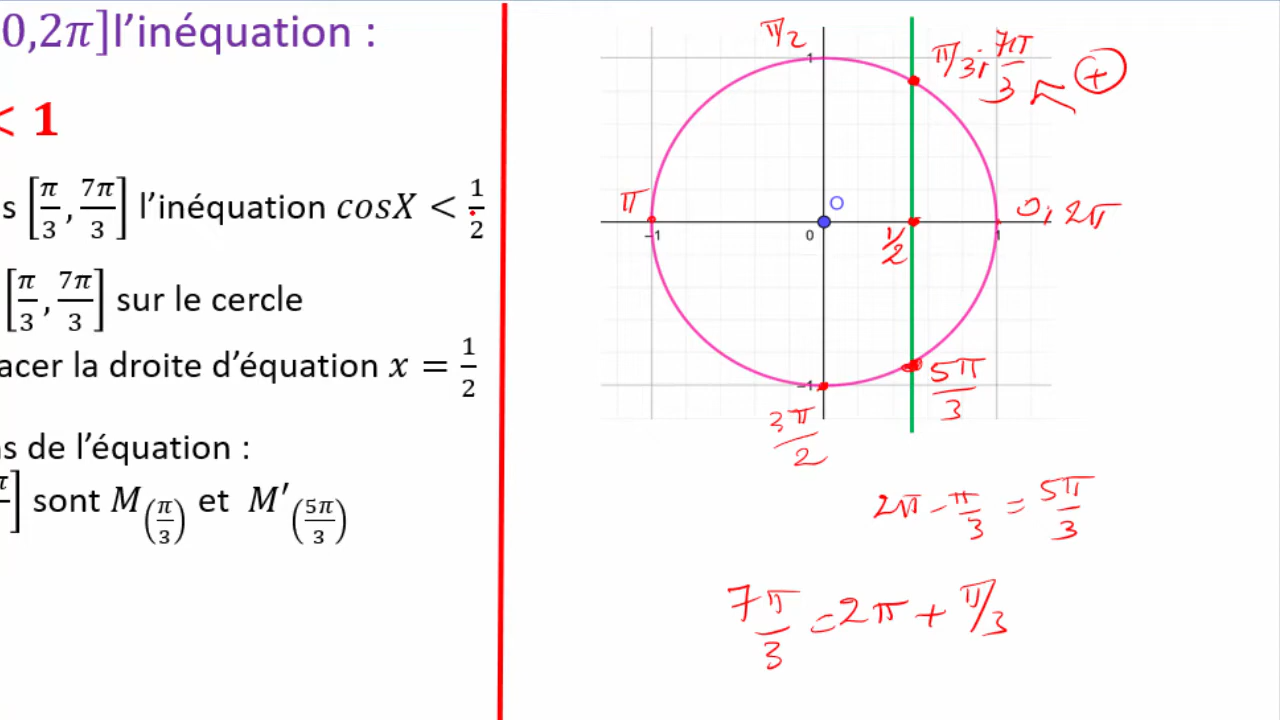 0,2π] l’inéquation :
< 1
s [π/3, 7π/3] l’inéquation cosX < 1/2
[π/3, 7π/3] sur le cercle
acer la droite d’équation x = 1/2
s de l’équation :
] sont M(π/3) et M′(5π/3)
π/2
1
π/3; 7π/3 +
π
O
0; 2π
-1
0
1/2
1
-1
5π/3
3π/2
2π - π/3 = 5π/3
7π/3 = 2π + π/3